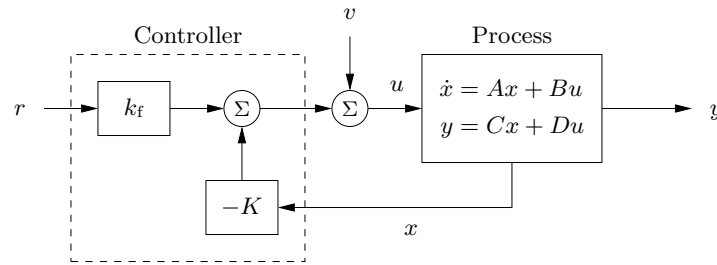 v
Controller
Process
r
k_f
Σ
Σ
u
ẋ = Ax + Bu
y = Cx + Du
y
−K
x